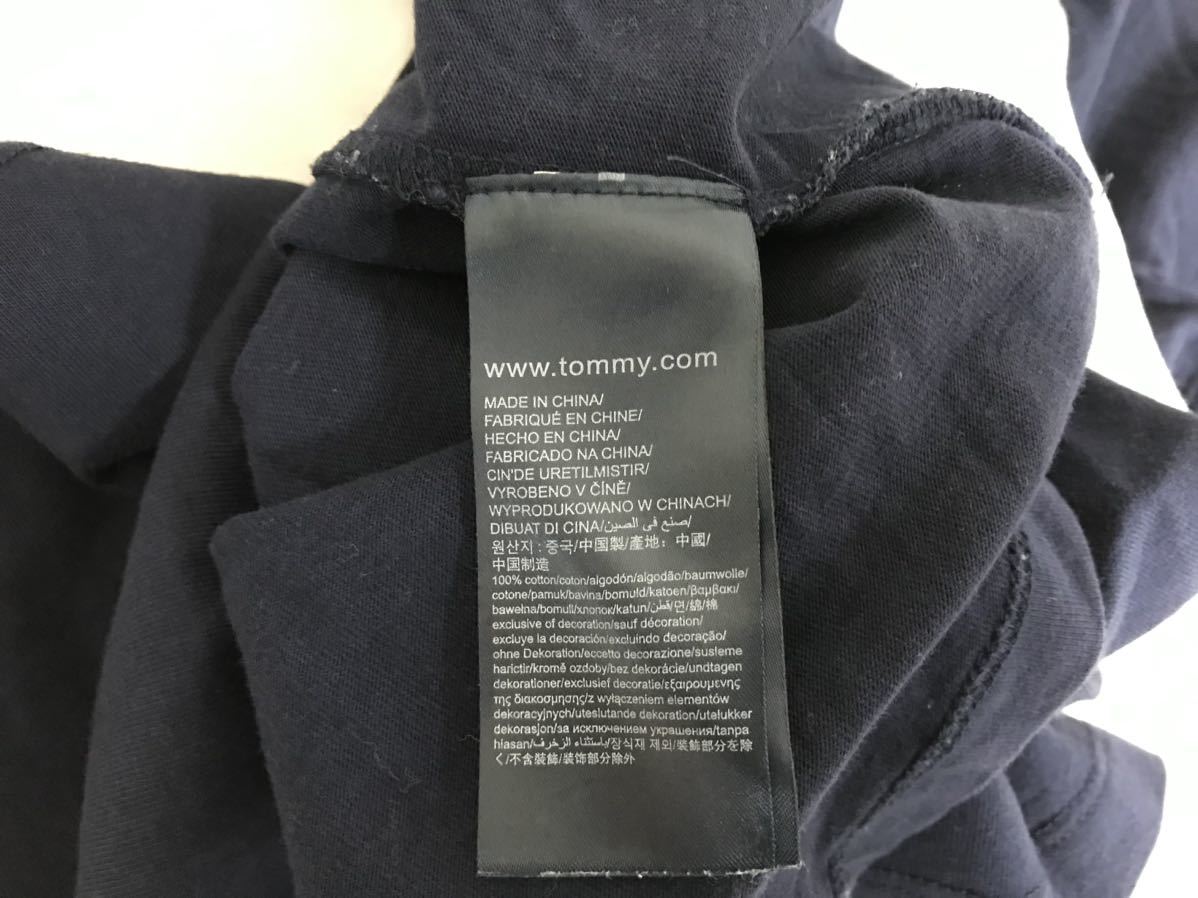 www.tommy.com
MADE IN CHINA/
FABRIQUÉ EN CHINE/
HECHO EN CHINA/
FABRICADO NA CHINA/
CIN'DE URETILMISTIR/
VYROBENO V ČÍNĚ/
WYPRODUKOWANO W CHINACH/
DIBUAT DI CINA/صنع في الصين/
원산지 : 중국/中国製/產地：中國/
中国制造
100% cotton/coton/algodón/algodão/baumwolle/
cotone/pamuk/bavlna/bomuld/katoen/βαμβακι/
bawełna/bomull/хлопок/katun/قطن/면/綿/棉
exclusive of decoration/sauf décoration/
excluye la decoración/excluindo decoração/
ohne Dekoration/eccetto decorazione/susleme
harictir/kromě ozdoby/bez dekorácie/undtagen
dekorationer/exclusief decoratie/εξαιρουμενης
της διακοσμησης/z wyłączeniem elementów
dekoracyjnych/uteslutande dekoration/utelukker
dekorasjon/за исключением украшения/tanpa
hiasan/باستثناء الزخرف/장식재 제외/装飾部分を除
く/不含裝飾/装饰部分除外